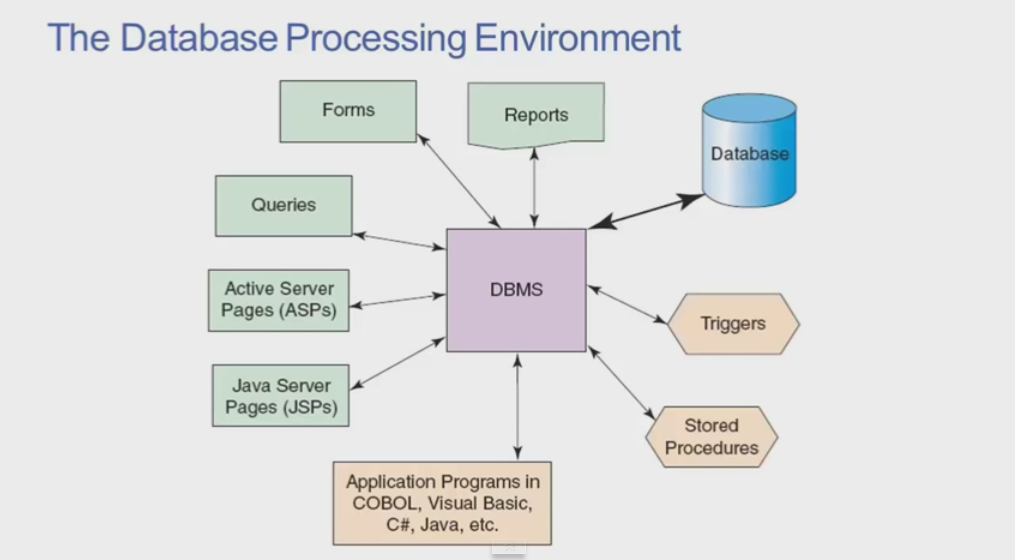 The Database Processing Environment
Forms
Reports
Database
Queries
DBMS
Active Server
Pages (ASPs)
Triggers
Java Server
Pages (JSPs)
Stored
Procedures
Application Programs in
COBOL, Visual Basic,
C#, Java, etc.